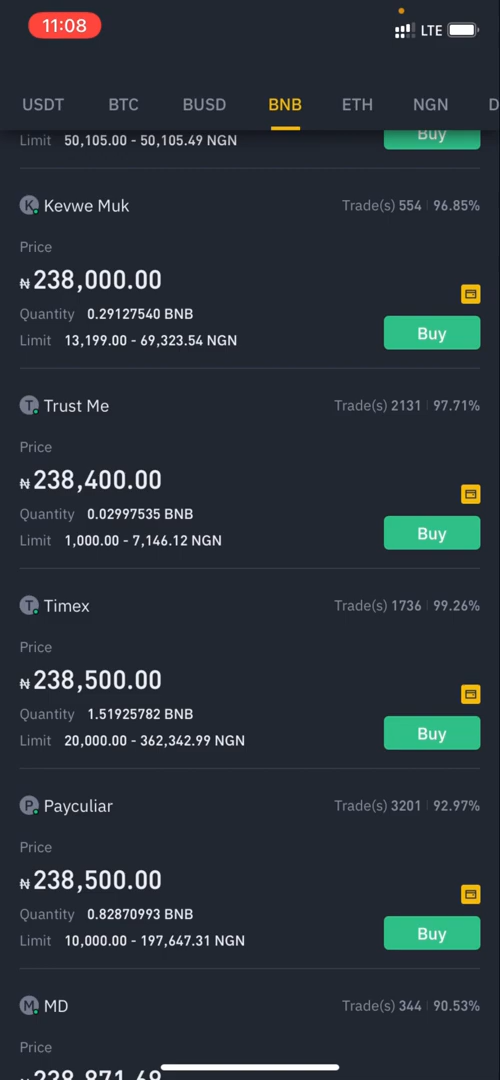 11:08 LTE
USDT BTC BUSD BNB ETH NGN D
Limit 50,105.00 - 50,105.49 NGN Buy
K Kevwe Muk Trade(s) 554 96.85%
Price
₦ 238,000.00
Quantity 0.29127540 BNB
Limit 13,199.00 - 69,323.54 NGN Buy
T Trust Me Trade(s) 2131 97.71%
Price
₦ 238,400.00
Quantity 0.02997535 BNB
Limit 1,000.00 - 7,146.12 NGN Buy
T Timex Trade(s) 1736 99.26%
Price
₦ 238,500.00
Quantity 1.51925782 BNB
Limit 20,000.00 - 362,342.99 NGN Buy
P Payculiar Trade(s) 3201 92.97%
Price
₦ 238,500.00
Quantity 0.82870993 BNB
Limit 10,000.00 - 197,647.31 NGN Buy
M MD Trade(s) 344 90.53%
Price
238,871.69